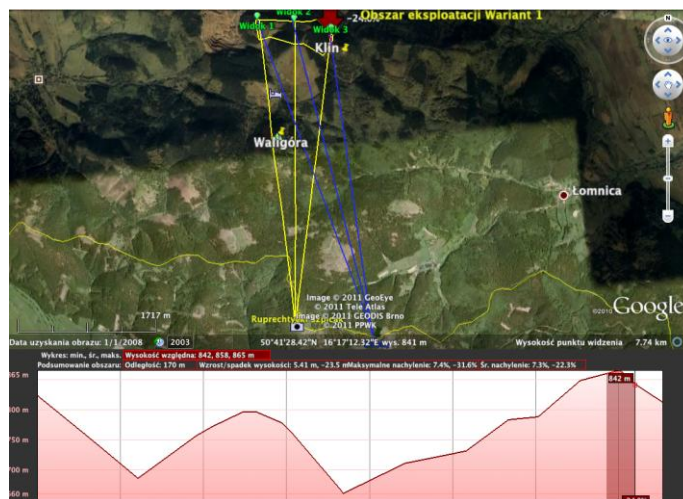 Widok 2
Obszar eksploatacji Wariant 1
Widok 1
Widok 3
Klin
N
Waligóra
Łomnica
Image © 2011 GeoEye
© 2011 Tele Atlas
Image © 2011 GEODIS Brno
© 2011 PPWK
1717 m
©2010 Google
Data uzyskania obrazu: 1/1/2008
2003
50°41'28.42"N 16°17'12.32"E wys. 841 m
Wysokość punktu widzenia 7.74 km
Wykres: min., śr., maks. Wysokość względna: 842, 858, 865 m
Podsumowanie obszaru: Odległość: 170 m Wzrost/spadek wysokości: 5.41 m, -23.5 m Maksymalne nachylenie: 7.4%, -31.6% Śr. nachylenie: 7.3%, -22.3%
842 m
800 m
750 m
700 m